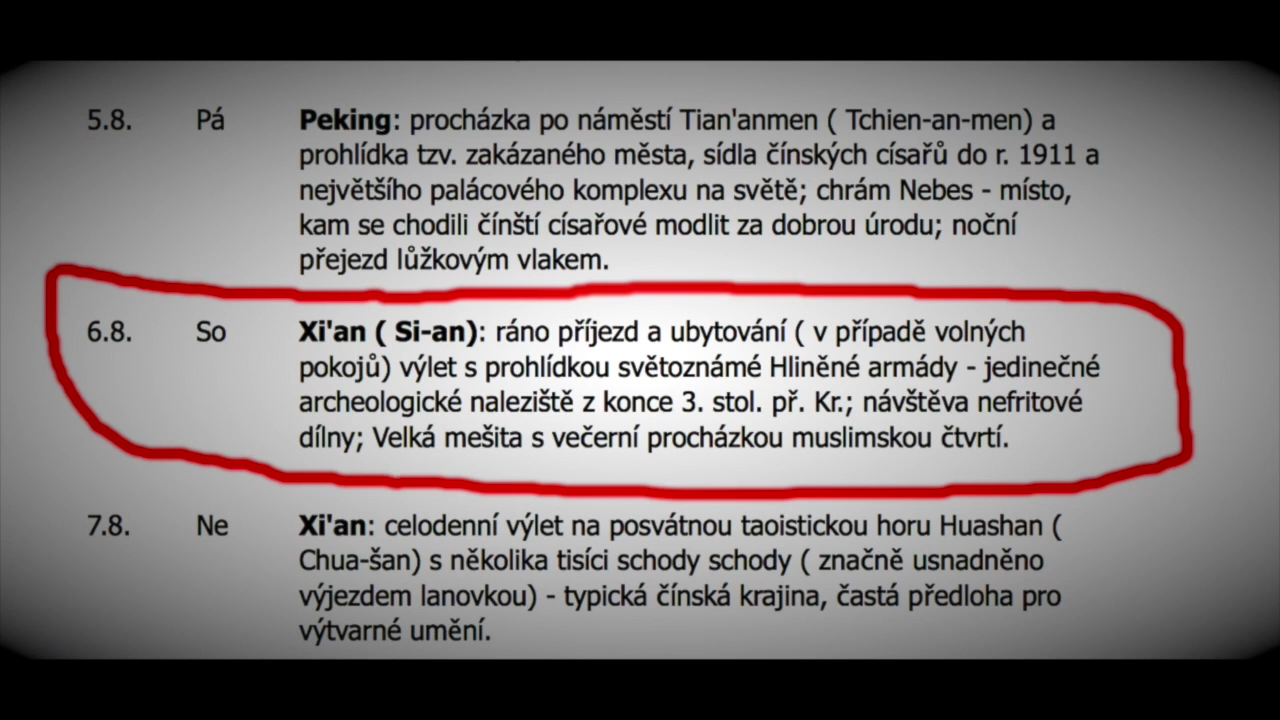 5.8. Pá Peking: procházka po náměstí Tian'anmen ( Tchien-an-men) a
prohlídka tzv. zakázaného města, sídla čínských císařů do r. 1911 a
největšího palácového komplexu na světě; chrám Nebes - místo,
kam se chodili čínští císařové modlit za dobrou úrodu; noční
přejezd lůžkovým vlakem.
6.8. So Xi'an ( Si-an): ráno příjezd a ubytování ( v případě volných
pokojů) výlet s prohlídkou světoznámé Hliněné armády - jedinečné
archeologické naleziště z konce 3. stol. př. Kr.; návštěva nefritové
dílny; Velká mešita s večerní procházkou muslimskou čtvrtí.
7.8. Ne Xi'an: celodenní výlet na posvátnou taoistickou horu Huashan (
Chua-šan) s několika tisíci schody schody ( značně usnadněno
výjezdem lanovkou) - typická čínská krajina, častá předloha pro
výtvarné umění.